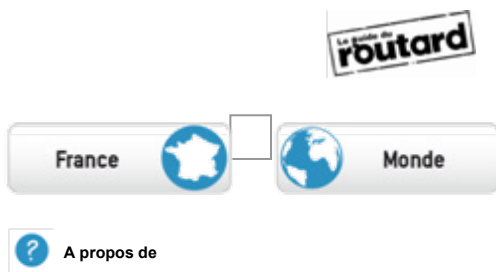 Le guide du
routard
France
Monde
? A propos de